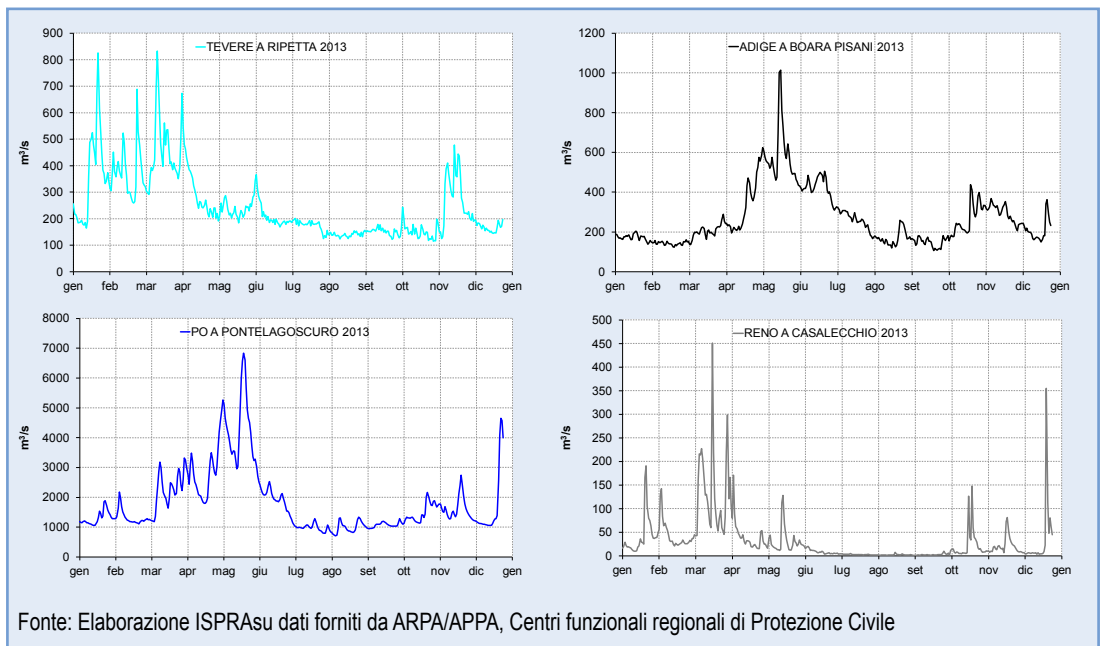 TEVERE A RIPETTA 2013
m³/s
900
800
700
600
500
400
300
200
100
0
gen feb mar apr mag giu lug ago set ott nov dic gen
ADIGE A BOARA PISANI 2013
m³/s
1200
1000
800
600
400
200
0
gen feb mar apr mag giu lug ago set ott nov dic gen
PO A PONTELAGOSCURO 2013
m³/s
8000
7000
6000
5000
4000
3000
2000
1000
0
gen feb mar apr mag giu lug ago set ott nov dic gen
RENO A CASALECCHIO 2013
m³/s
500
450
400
350
300
250
200
150
100
50
0
gen feb mar apr mag giu lug ago set ott nov dic gen
Fonte: Elaborazione ISPRAsu dati forniti da ARPA/APPA, Centri funzionali regionali di Protezione Civile